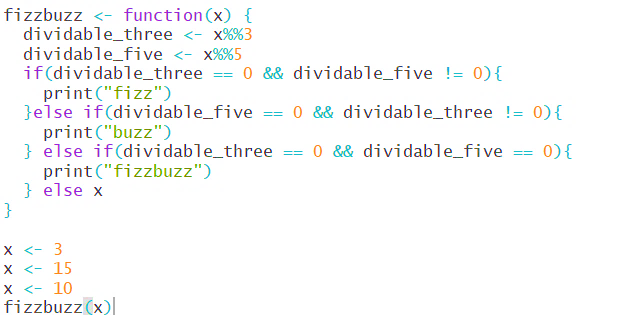 fizzbuzz <- function(x) {
  dividable_three <- x%%3
  dividable_five <- x%%5
  if(dividable_three == 0 && dividable_five != 0){
    print("fizz")
  }else if(dividable_five == 0 && dividable_three != 0){
    print("buzz")
  } else if(dividable_three == 0 && dividable_five == 0){
    print("fizzbuzz")
  } else x
}

x <- 3
x <- 15
x <- 10
fizzbuzz(x)